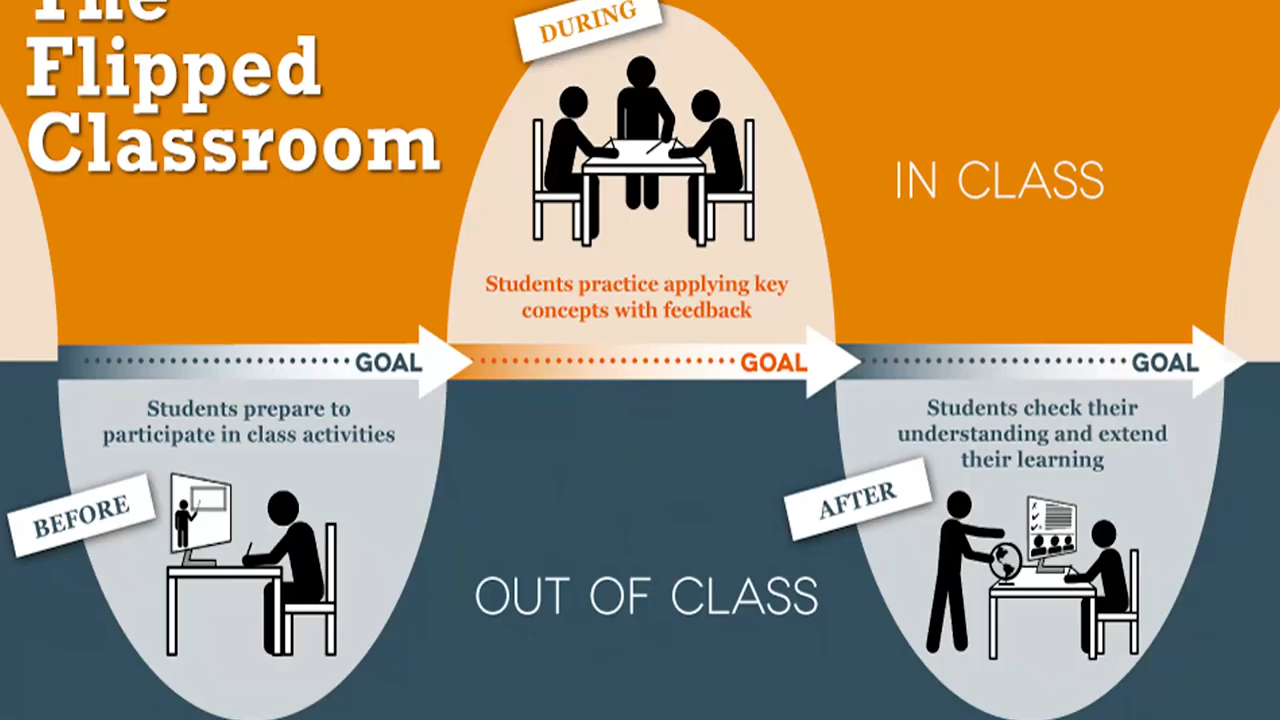 The
Flipped
Classroom
DURING
IN CLASS
Students practice applying key
concepts with feedback
GOAL
GOAL
GOAL
Students prepare to
participate in class activities
BEFORE
OUT OF CLASS
Students check their
understanding and extend
their learning
AFTER